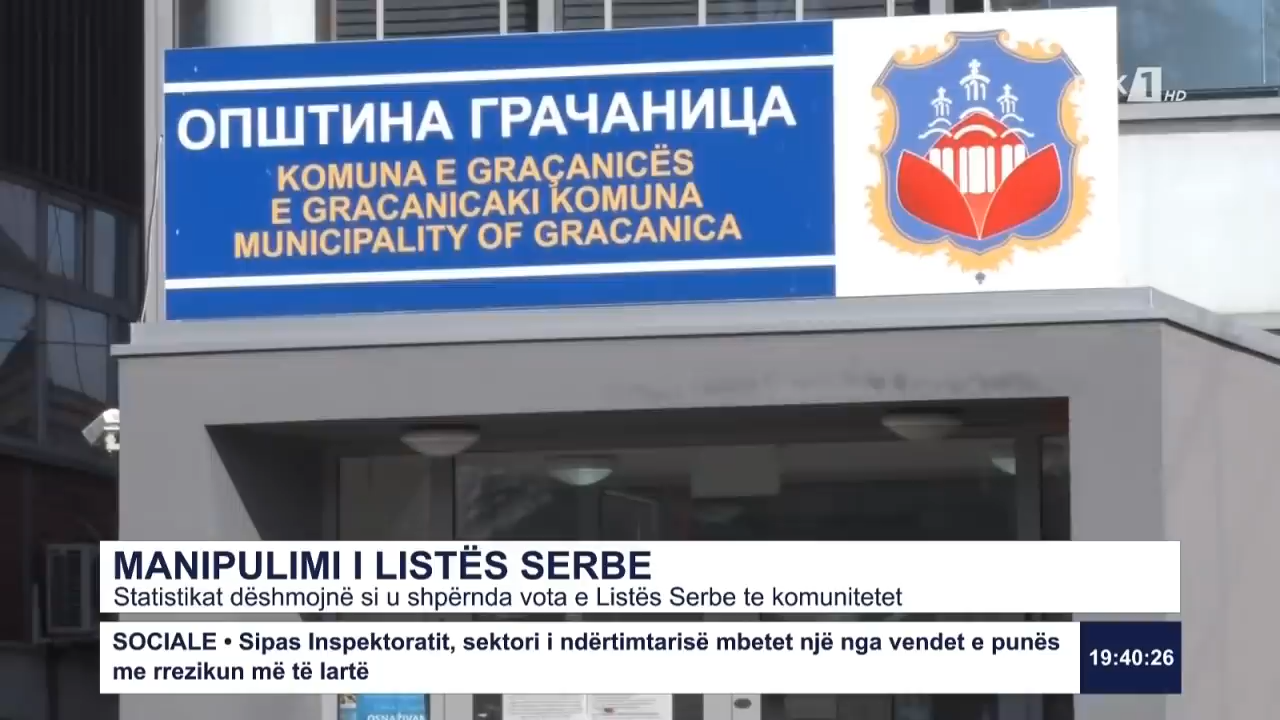 ОПШТИНА ГРАЧАНИЦА
KOMUNA E GRAÇANICËS
E GRACANICAKI KOMUNA
MUNICIPALITY OF GRACANICA
K1 HD
MANIPULIMI I LISTËS SERBE
Statistikat dëshmojnë si u shpërnda vota e Listës Serbe te komunitetet
SOCIALE • Sipas Inspektoratit, sektori i ndërtimtarisë mbetet një nga vendet e punës
me rrezikun më të lartë
19:40:26